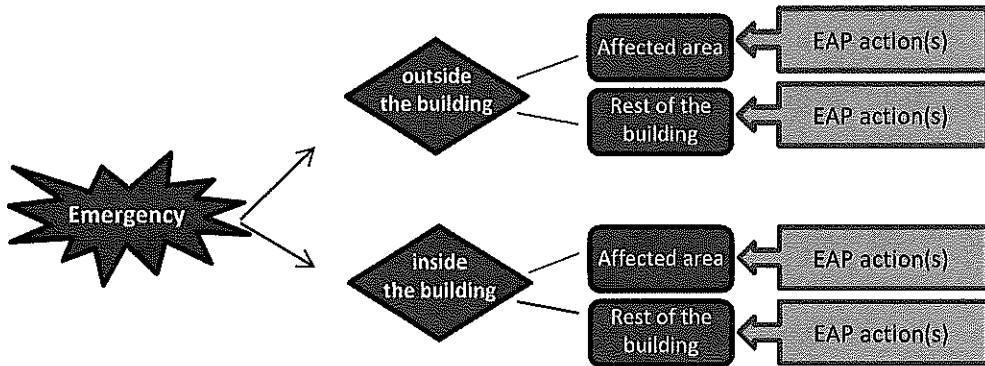 Emergency
outside
the building
Affected area
EAP action(s)
Rest of the
building
EAP action(s)
inside
the building
Affected area
EAP action(s)
Rest of the
building
EAP action(s)